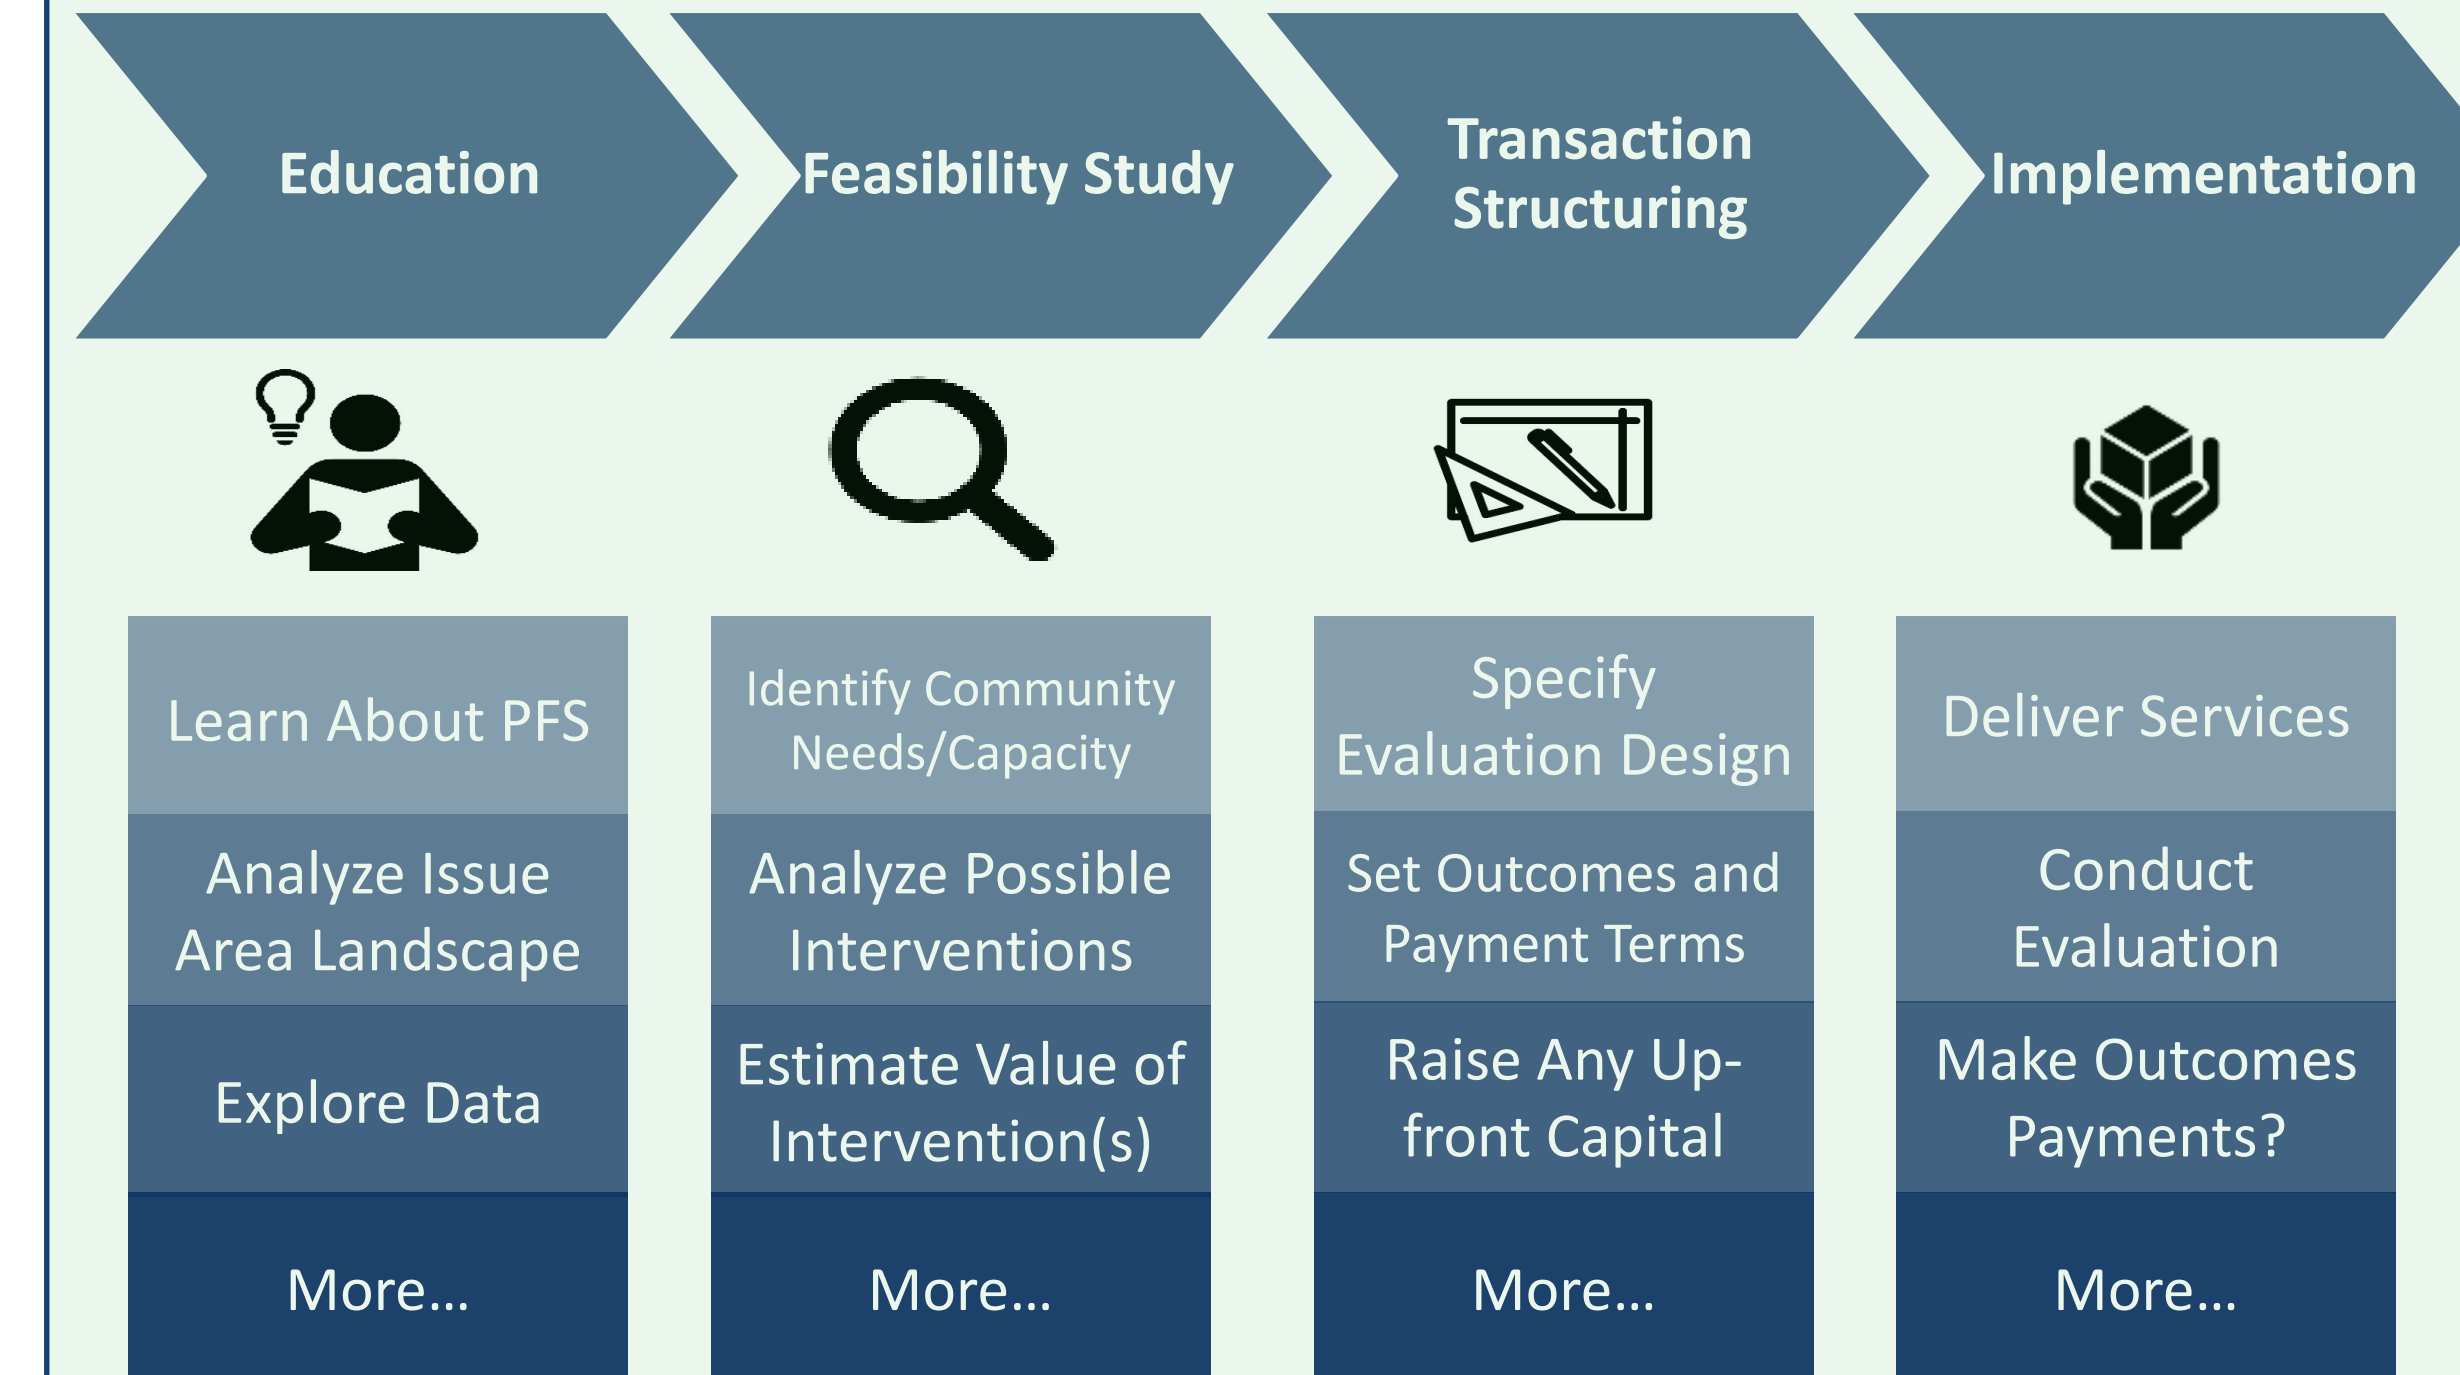 Education
Feasibility Study
Transaction
Structuring
Implementation
Learn About PFS
Analyze Issue
Area Landscape
Explore Data
More...
Identify Community
Needs/Capacity
Analyze Possible
Interventions
Estimate Value of
Intervention(s)
More...
Specify
Evaluation Design
Set Outcomes and
Payment Terms
Raise Any Up-
front Capital
More...
Deliver Services
Conduct
Evaluation
Make Outcomes
Payments?
More...